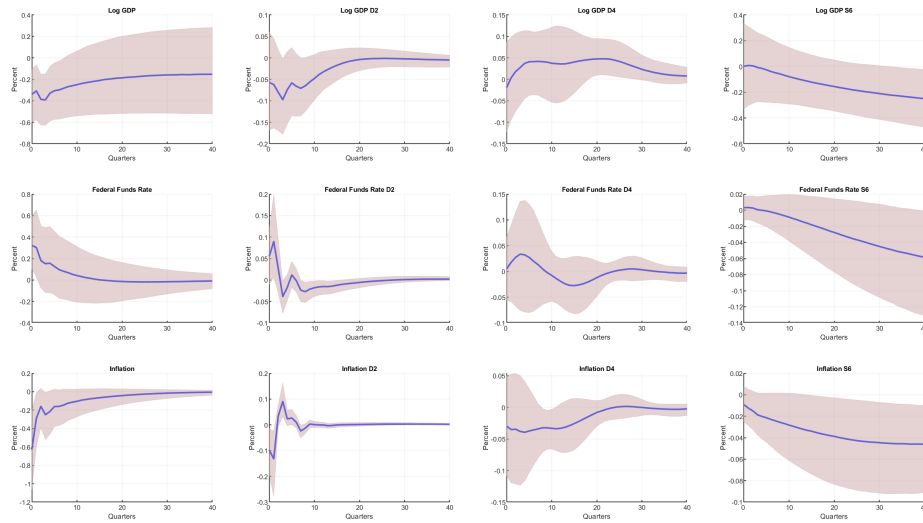 Log GDP
0.4
0.2
0
-0.2
-0.4
-0.6
-0.8
Percent
0 10 20 30 40
Quarters
Log GDP D2
0.1
0.05
0
-0.05
-0.1
-0.15
-0.2
Percent
0 10 20 30 40
Quarters
Log GDP D4
0.15
0.1
0.05
0
-0.05
-0.1
-0.15
Percent
0 10 20 30 40
Quarters
Log GDP S6
0.4
0.2
0
-0.2
-0.4
-0.6
Percent
0 10 20 30 40
Quarters
Federal Funds Rate
0.8
0.6
0.4
0.2
0
-0.2
-0.4
Percent
0 10 20 30 40
Quarters
Federal Funds Rate D2
0.2
0.15
0.1
0.05
0
-0.05
-0.1
Percent
0 10 20 30 40
Quarters
Federal Funds Rate D4
0.15
0.1
0.05
0
-0.05
-0.1
Percent
0 10 20 30 40
Quarters
Federal Funds Rate S6
0.02
0
-0.02
-0.04
-0.06
-0.08
-0.1
-0.12
-0.14
Percent
0 10 20 30 40
Quarters
Inflation
0.2
0
-0.2
-0.4
-0.6
-0.8
-1
-1.2
Percent
0 10 20 30 40
Quarters
Inflation D2
0.2
0.1
0
-0.1
-0.2
-0.3
Percent
0 10 20 30 40
Quarters
Inflation D4
0.05
0
-0.05
-0.1
-0.15
Percent
0 10 20 30 40
Quarters
Inflation S6
0.02
0
-0.02
-0.04
-0.06
-0.08
-0.1
Percent
0 10 20 30 40
Quarters